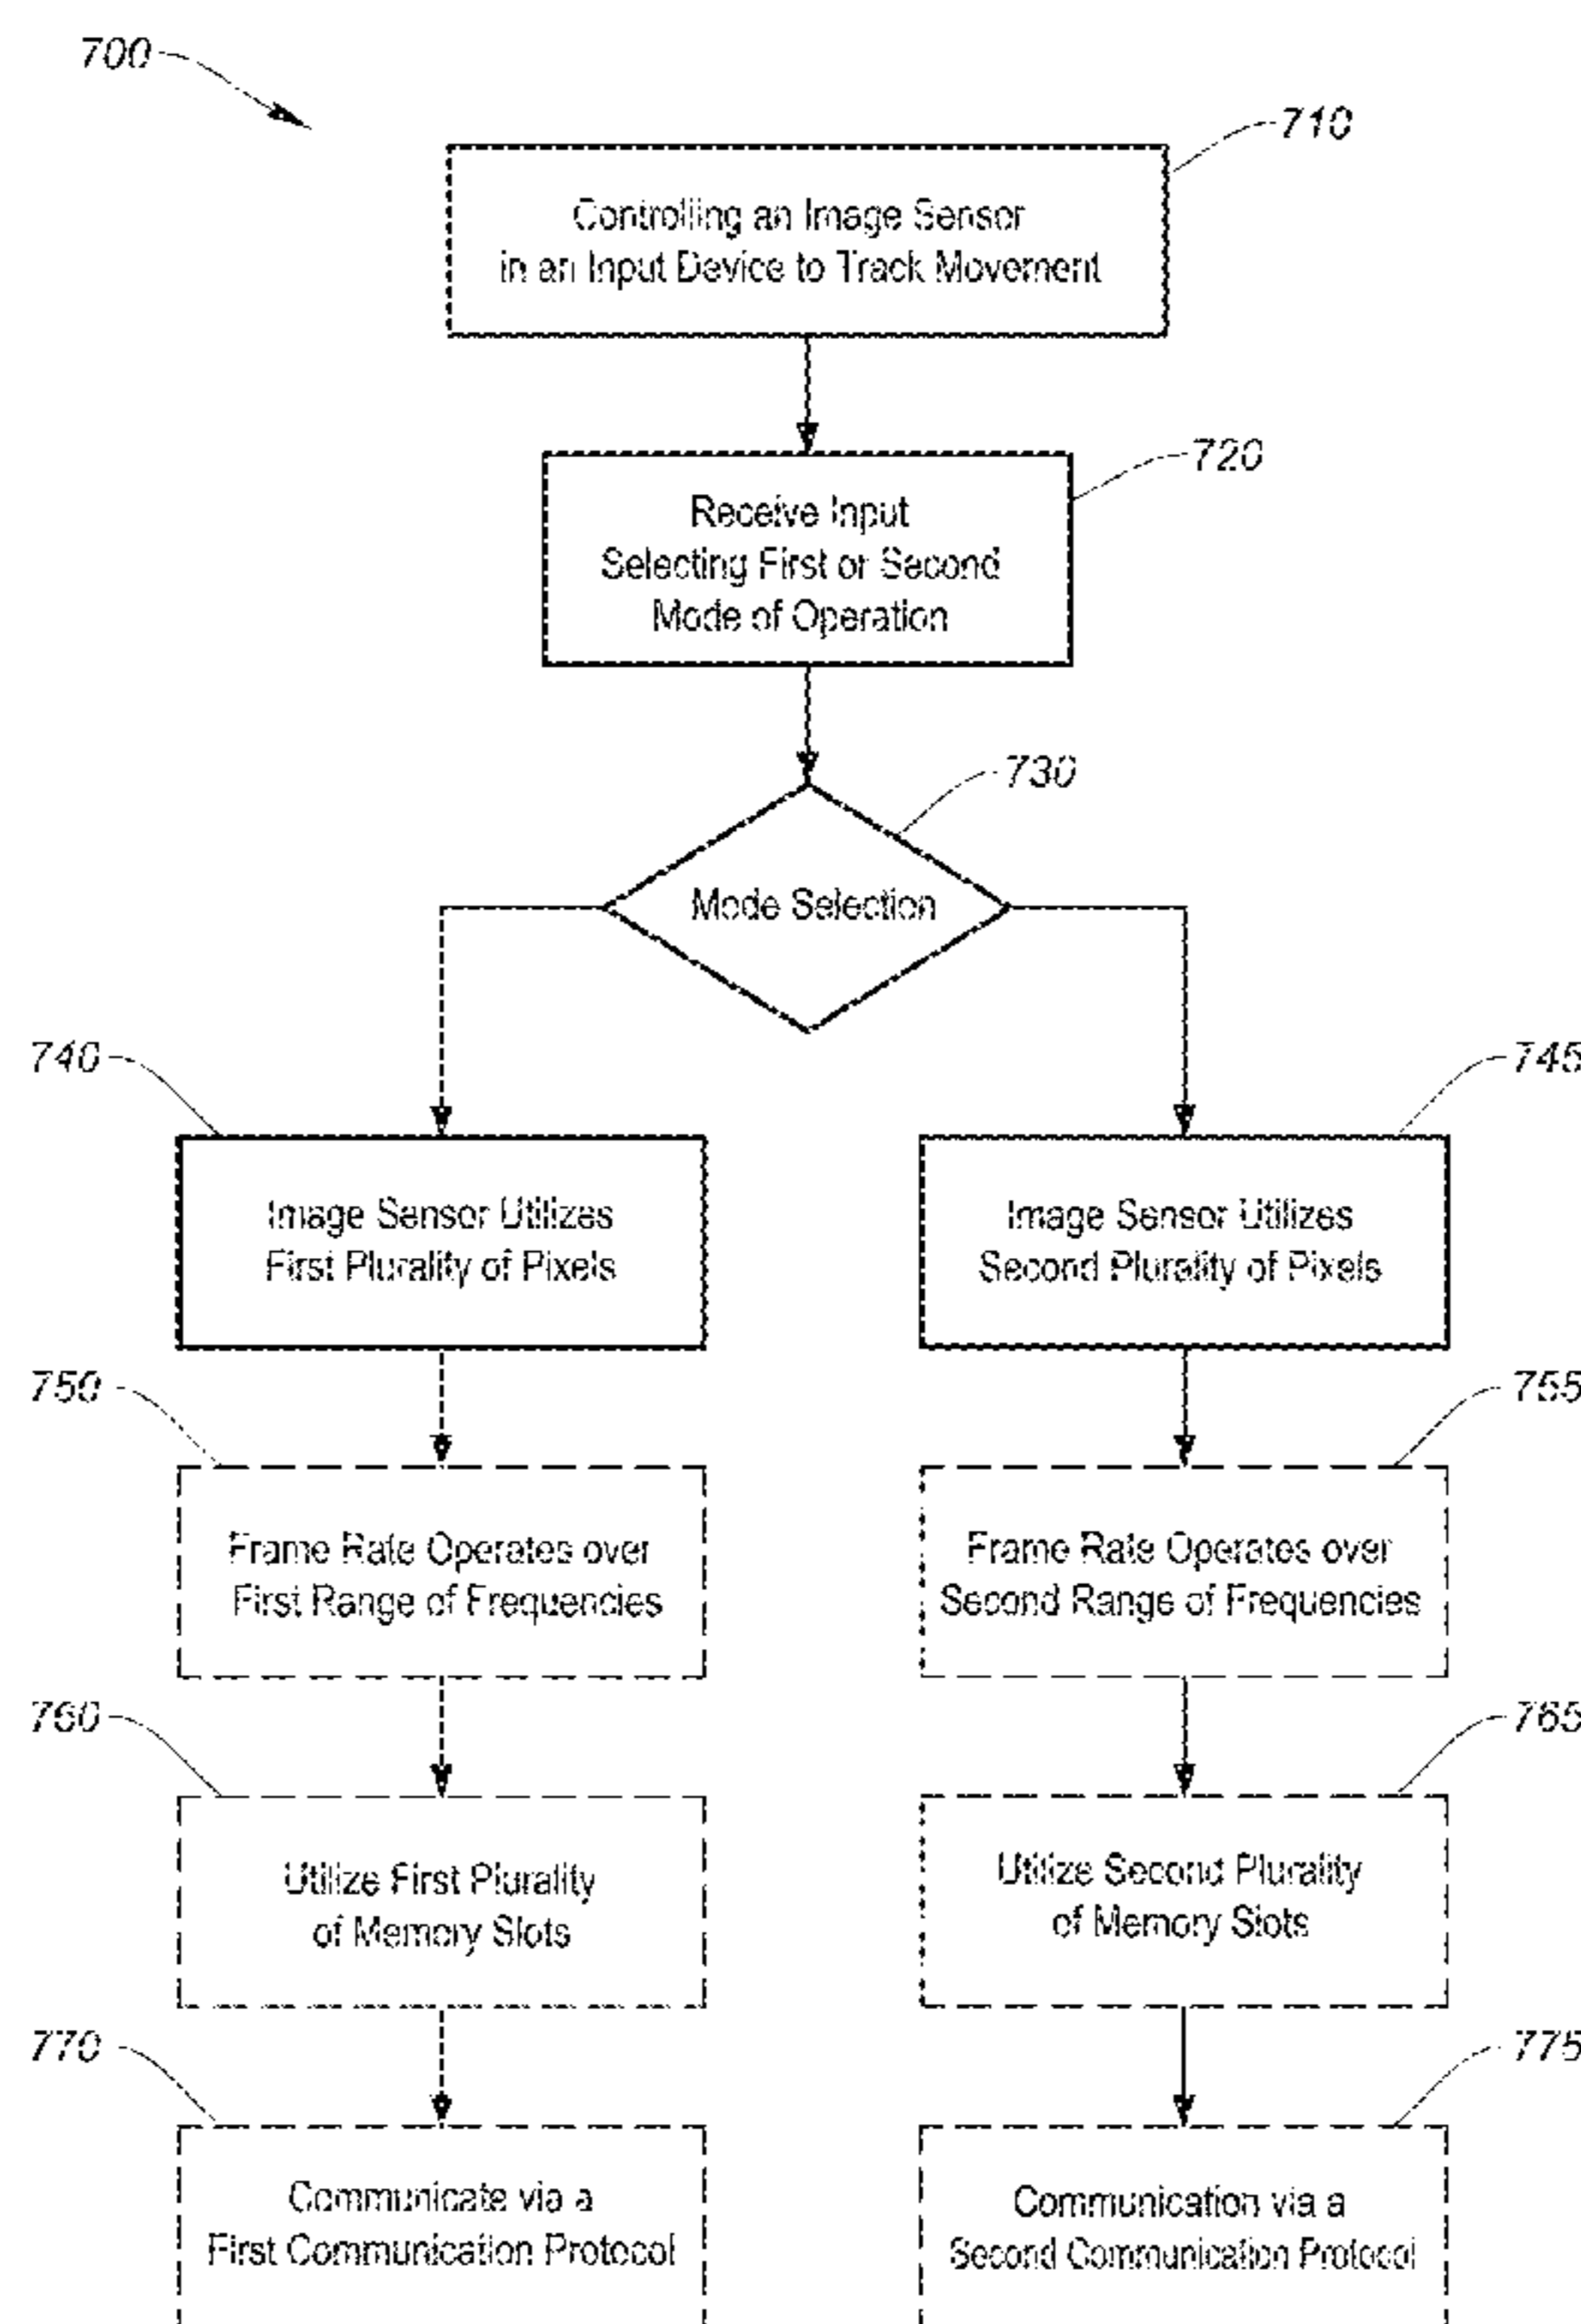 700
710
Controlling an Image Sensor
in an Input Device to Track Movement
720
Receive Input
Selecting First or Second
Mode of Operation
730
Mode Selection
740
745
Image Sensor Utilizes
First Plurality of Pixels
Image Sensor Utilizes
Second Plurality of Pixels
750
755
Frame Rate Operates over
First Range of Frequencies
Frame Rate Operates over
Second Range of Frequencies
760
765
Utilize First Plurality
of Memory Slots
Utilize Second Plurality
of Memory Slots
770
775
Communicate via a
First Communication Protocol
Communication via a
Second Communication Protocol